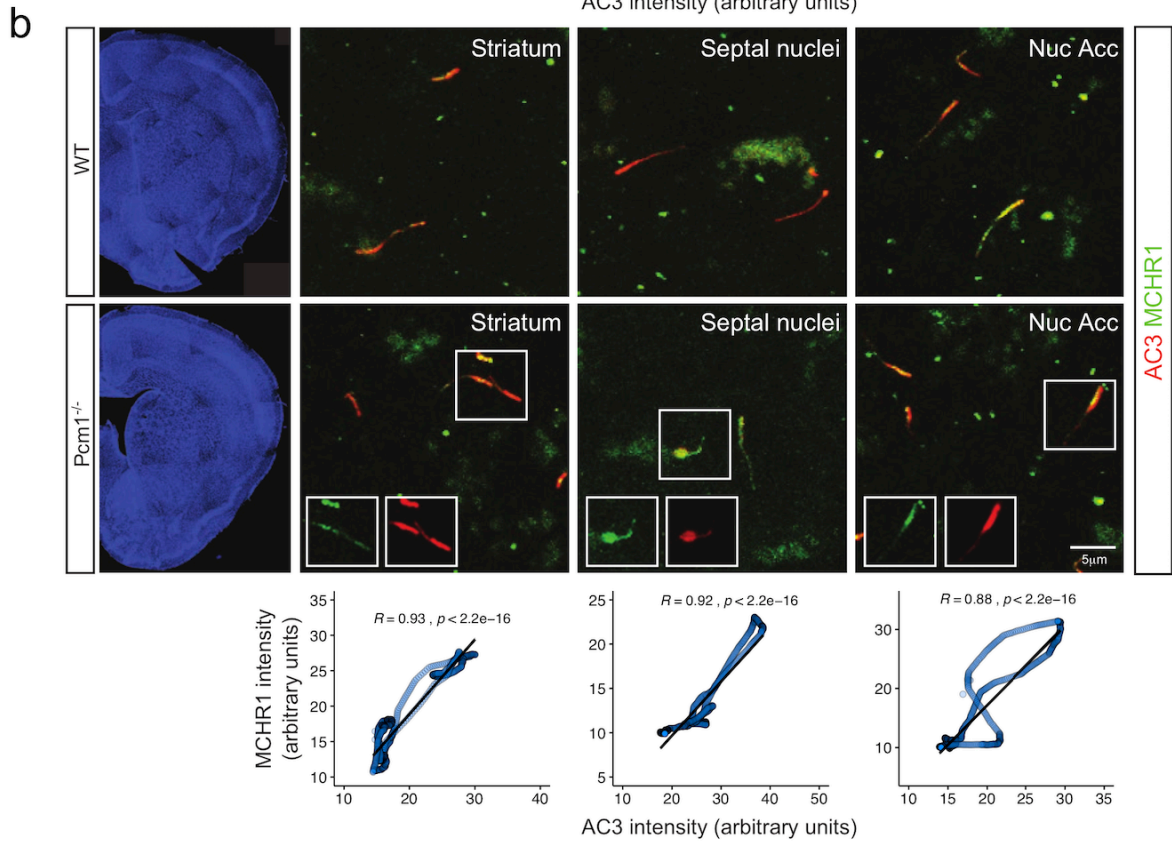 AC3 intensity (arbitrary units)
b
WT
Striatum
Septal nuclei
Nuc Acc
Pcm1-/-
Striatum
Septal nuclei
Nuc Acc
5μm
AC3 MCHR1
MCHR1 intensity
(arbitrary units)
R = 0.93 , p < 2.2e−16
35
30
25
20
15
10
10 20 30 40
R = 0.92 , p < 2.2e−16
25
20
15
10
5
10 20 30 40 50
R = 0.88 , p < 2.2e−16
30
20
10
10 15 20 25 30 35
AC3 intensity (arbitrary units)